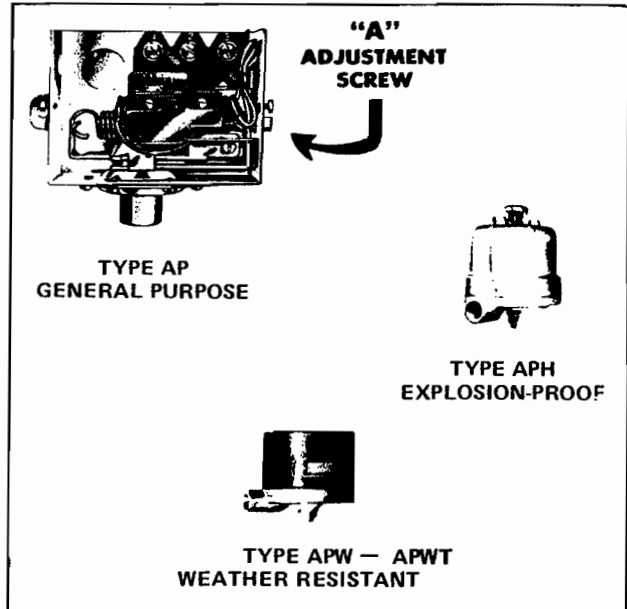 “A”
ADJUSTMENT
SCREW
TYPE AP
GENERAL PURPOSE
TYPE APH
EXPLOSION-PROOF
TYPE APW — APWT
WEATHER RESISTANT